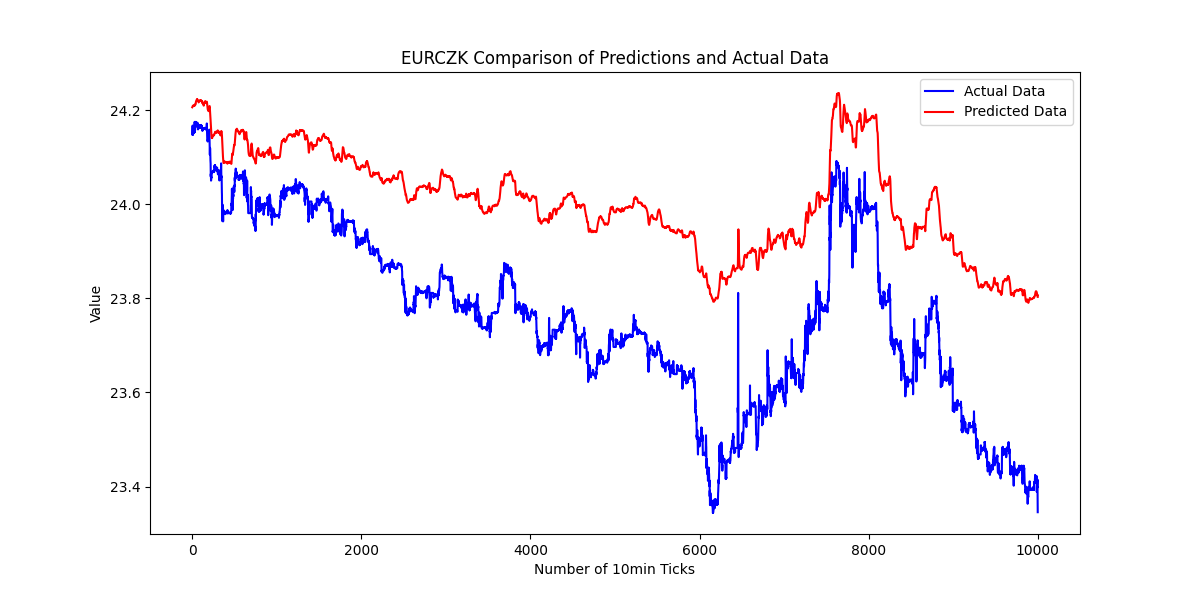 EURCZK Comparison of Predictions and Actual Data
Actual Data
Predicted Data
Value
24.2
24.0
23.8
23.6
23.4
0 2000 4000 6000 8000 10000
Number of 10min Ticks